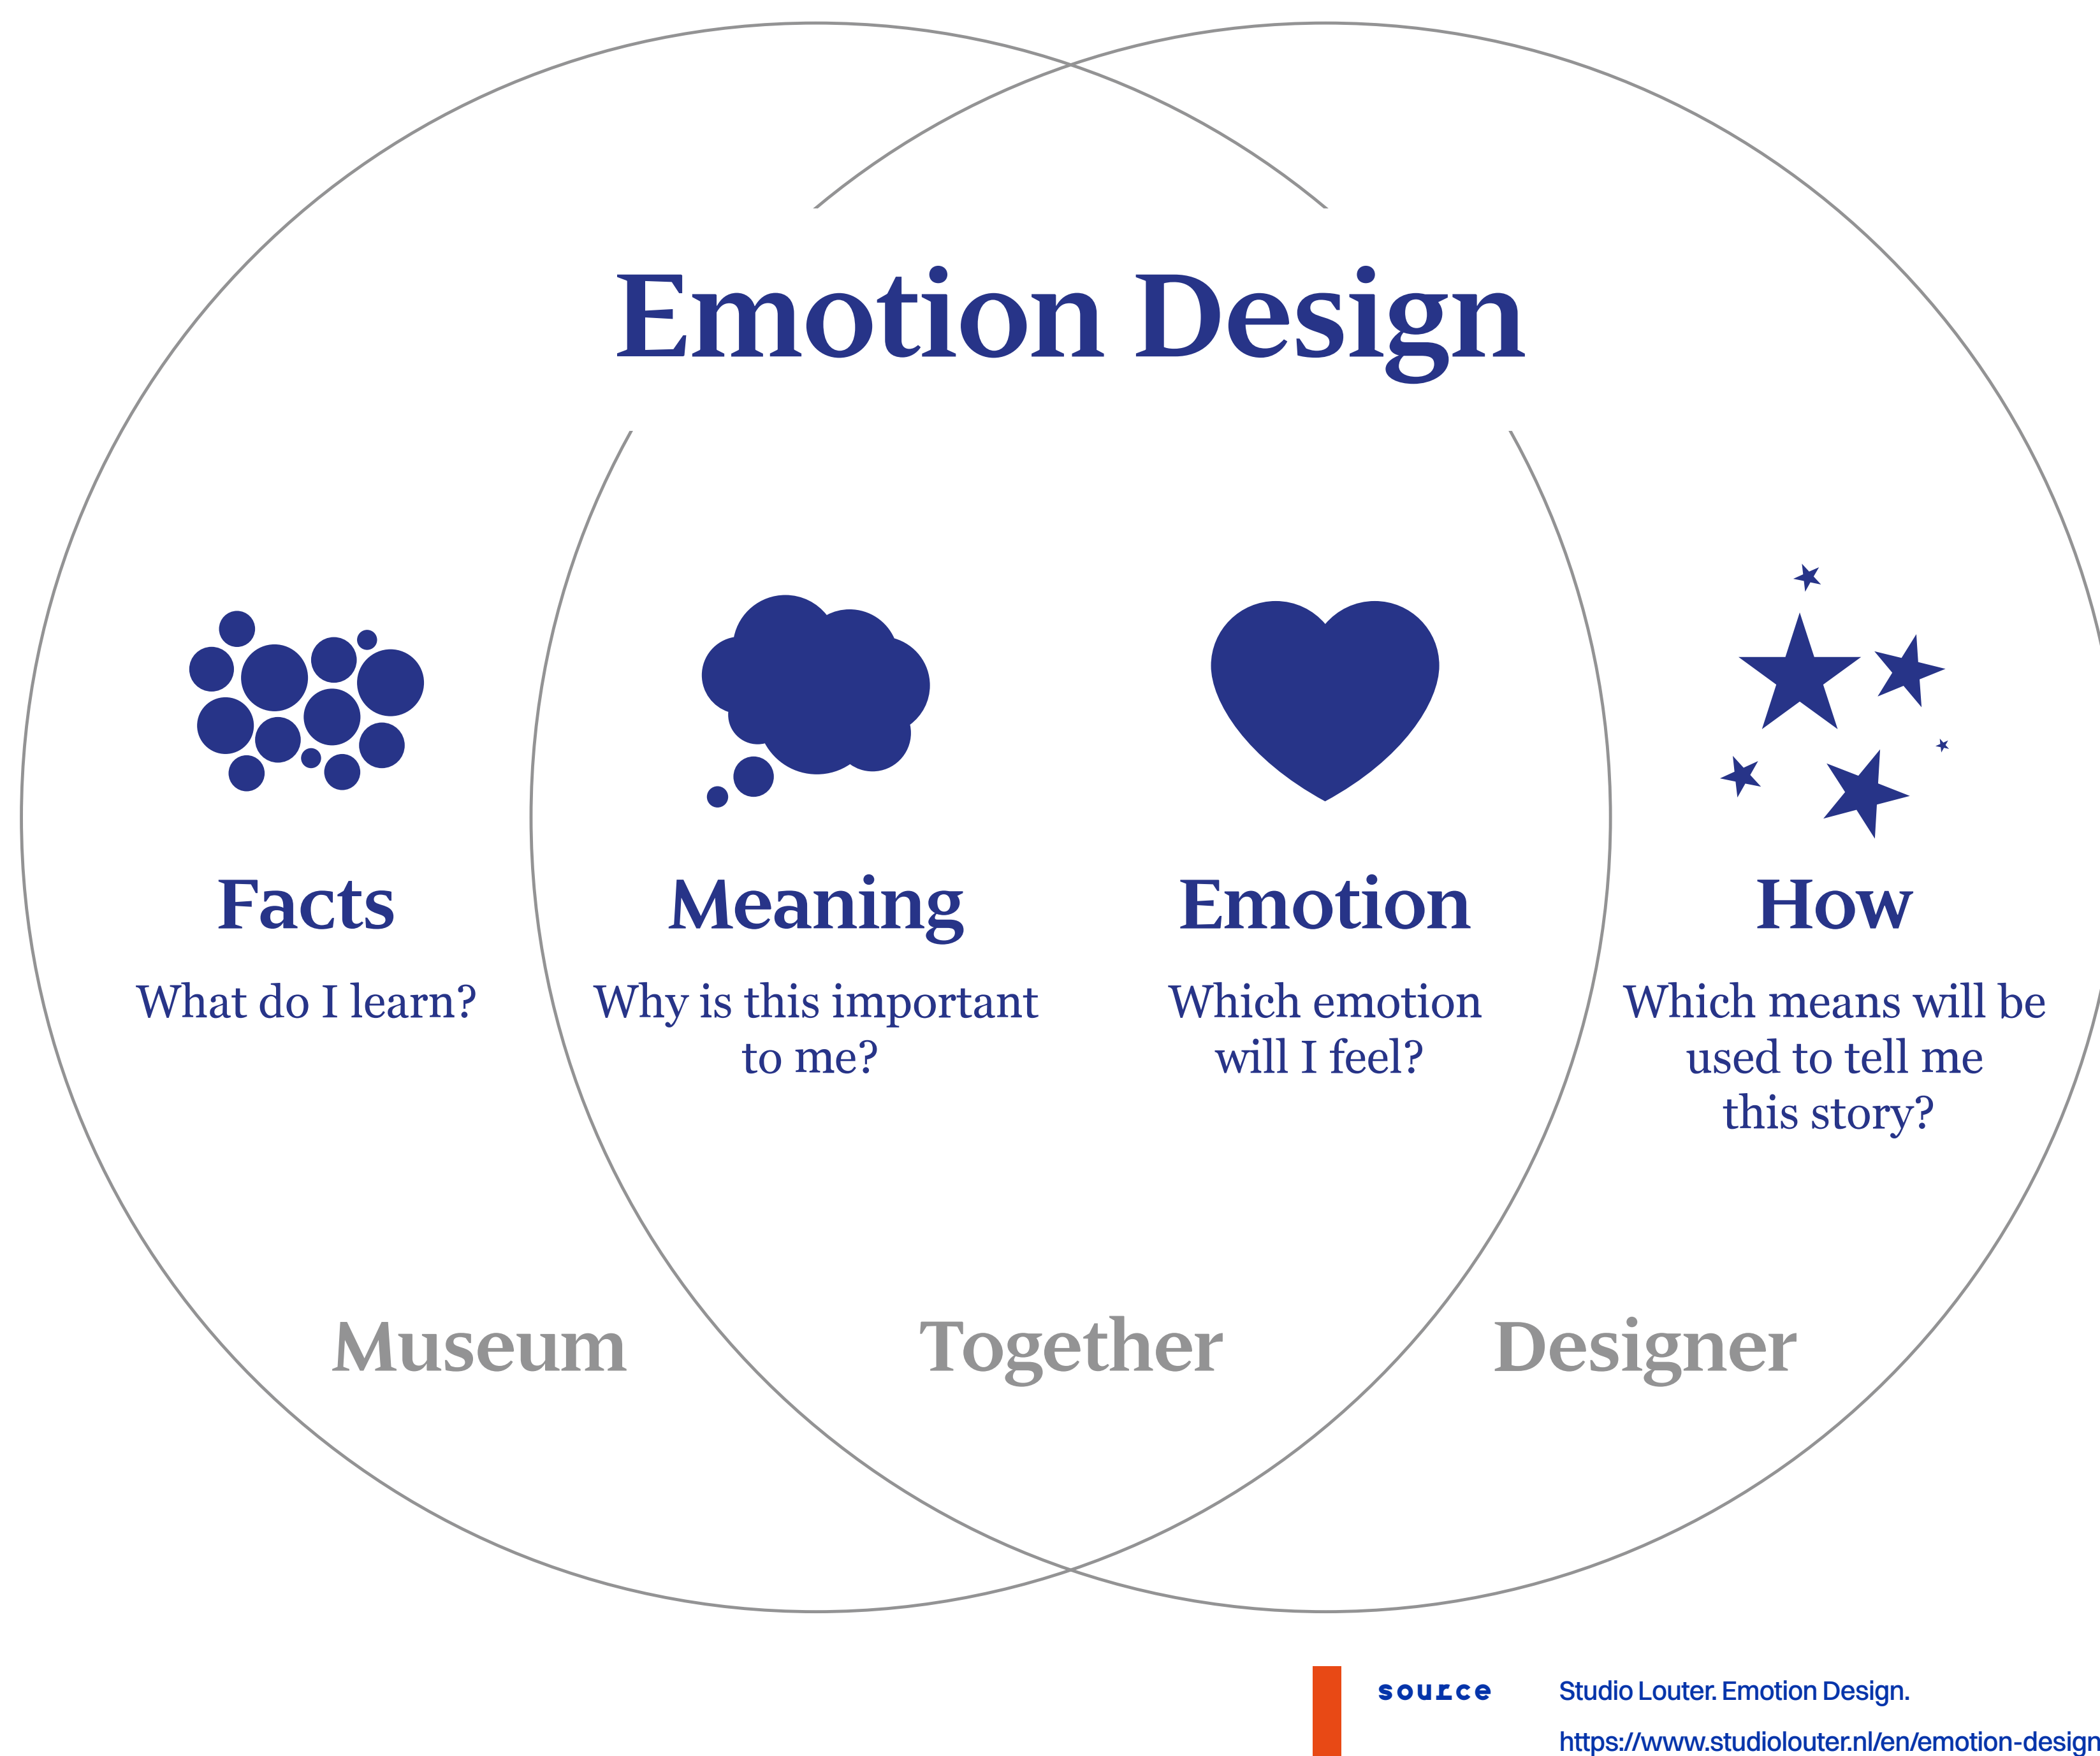 Emotion Design
Facts
What do I learn?
Meaning
Why is this important
to me?
Emotion
Which emotion
will I feel?
How
Which means will be
used to tell me
this story?
Museum
Together
Designer
source
Studio Louter. Emotion Design.
https://www.studiolouter.nl/en/emotion-design